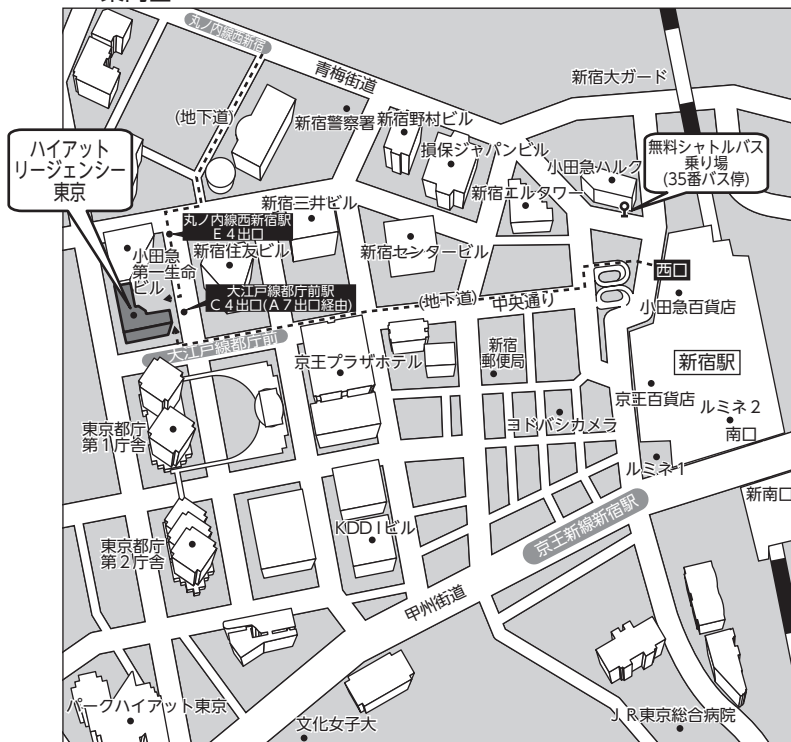 丸ノ内線西新宿
青梅街道
新宿大ガード
(地下道)
新宿警察署
新宿野村ビル
損保ジャパンビル
小田急ハルク
無料シャトルバス
乗り場
(35番バス停)
ハイアット
リージェンシー
東京
新宿三井ビル
新宿エルタワー
丸ノ内線西新宿駅
E4出口
小田急
第一生命
ビル
新宿住友ビル
新宿センタービル
大江戸線都庁前駅
C4出口(A7出口経由)
(地下道)
中央通り
西口
小田急百貨店
大江戸線都庁前
京王プラザホテル
新宿
郵便局
新宿駅
京王百貨店
ルミネ2
南口
東京都庁
第1庁舎
ヨドバシカメラ
ルミネ1
新南口
東京都庁
第2庁舎
KDDIビル
京王新線新宿駅
甲州街道
パークハイアット東京
文化女子大
JR東京総合病院